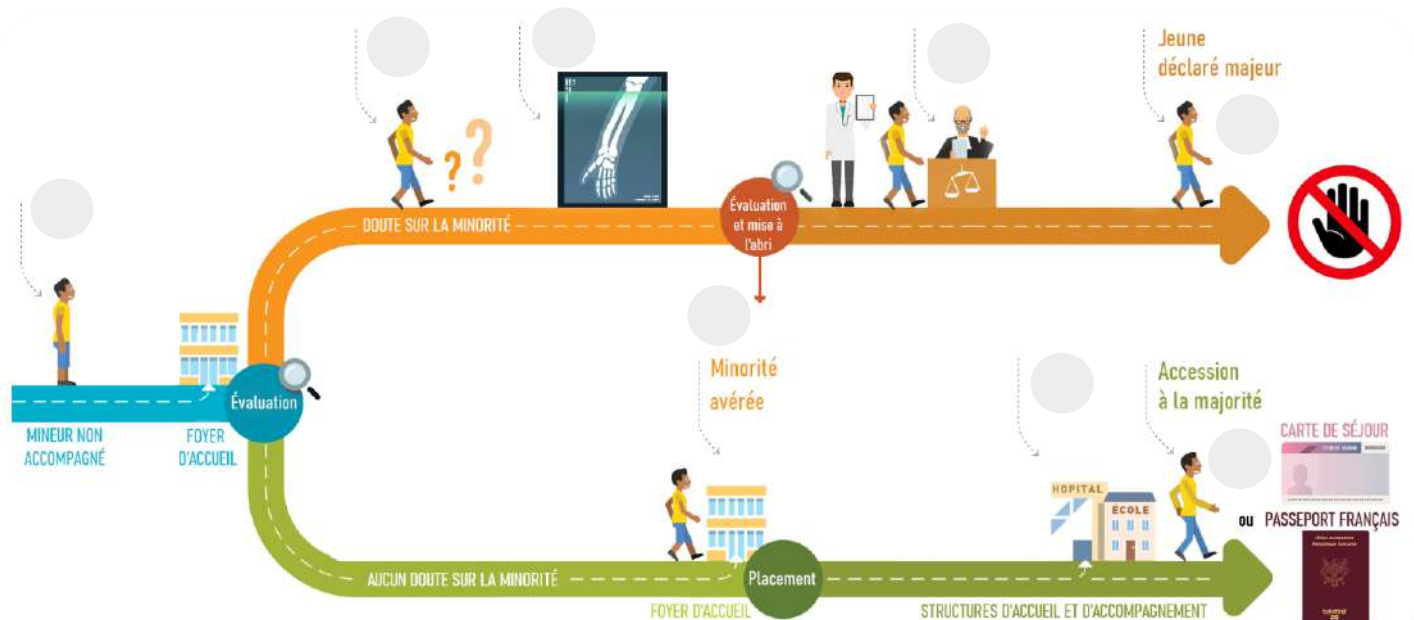 Jeune
déclaré majeur
DOUTE SUR LA MINORITÉ
Évaluation
et mise à
l'abri
Évaluation
MINEUR NON
ACCOMPAGNÉ
FOYER
D'ACCUEIL
Minorité
avérée
Accession
à la majorité
CARTE DE SÉJOUR
HOPITAL
ÉCOLE
ou PASSEPORT FRANÇAIS
AUCUN DOUTE SUR LA MINORITÉ
Placement
FOYER D'ACCUEIL
STRUCTURES D'ACCUEIL ET D'ACCOMPAGNEMENT